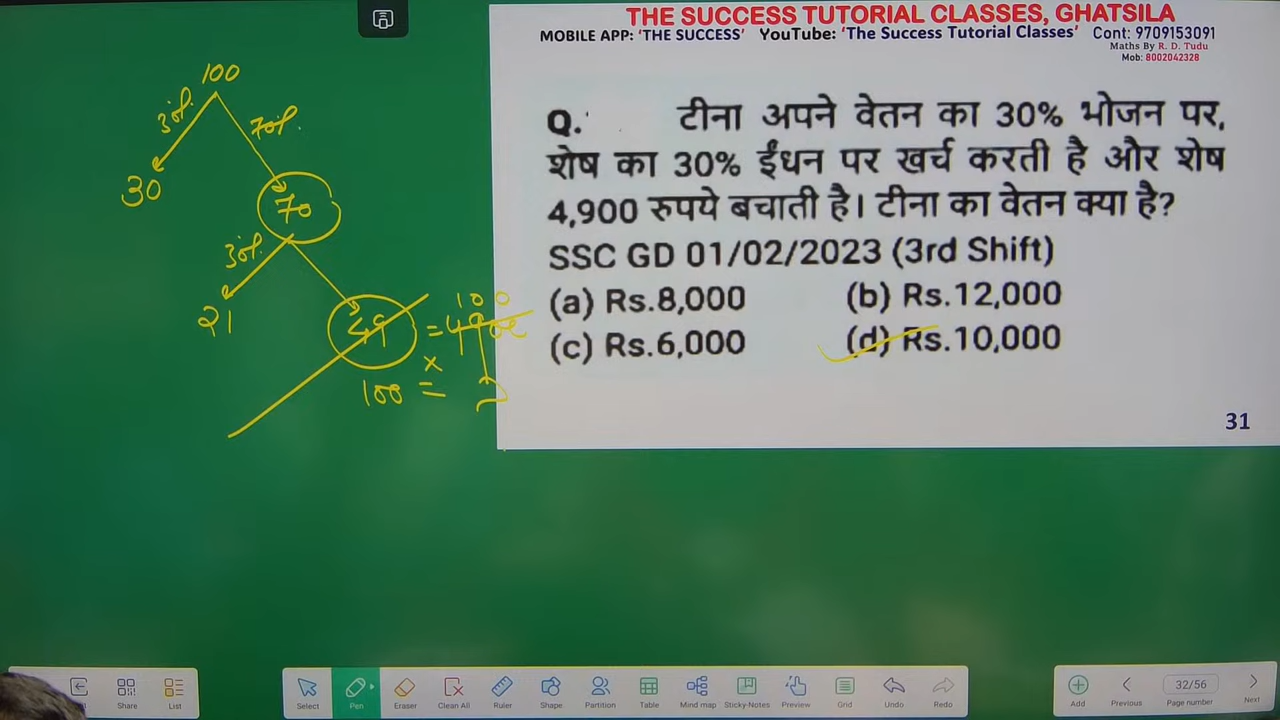 THE SUCCESS TUTORIAL CLASSES, GHATSILA
MOBILE APP: 'THE SUCCESS' YouTube: 'The Success Tutorial Classes' Cont: 9709153091
Maths By R. D. Tudu
Mob: 8002042328
Q. टीना अपने वेतन का 30% भोजन पर,
शेष का 30% ईंधन पर खर्च करती है और शेष
4,900 रुपये बचाती है। टीना का वेतन क्या है?
SSC GD 01/02/2023 (3rd Shift)
(a) Rs.8,000 (b) Rs.12,000
(c) Rs.6,000 (d) Rs.10,000
31
100
30% 70%
30
70
30%
21
49 = 4900
100
×
100 =
Share
List
Select
Pen
Eraser
Clean All
Ruler
Shape
Partition
Table
Mind map
Sticky-Notes
Preview
Grid
Undo
Redo
Add
Previous
32/56
Page number
Next